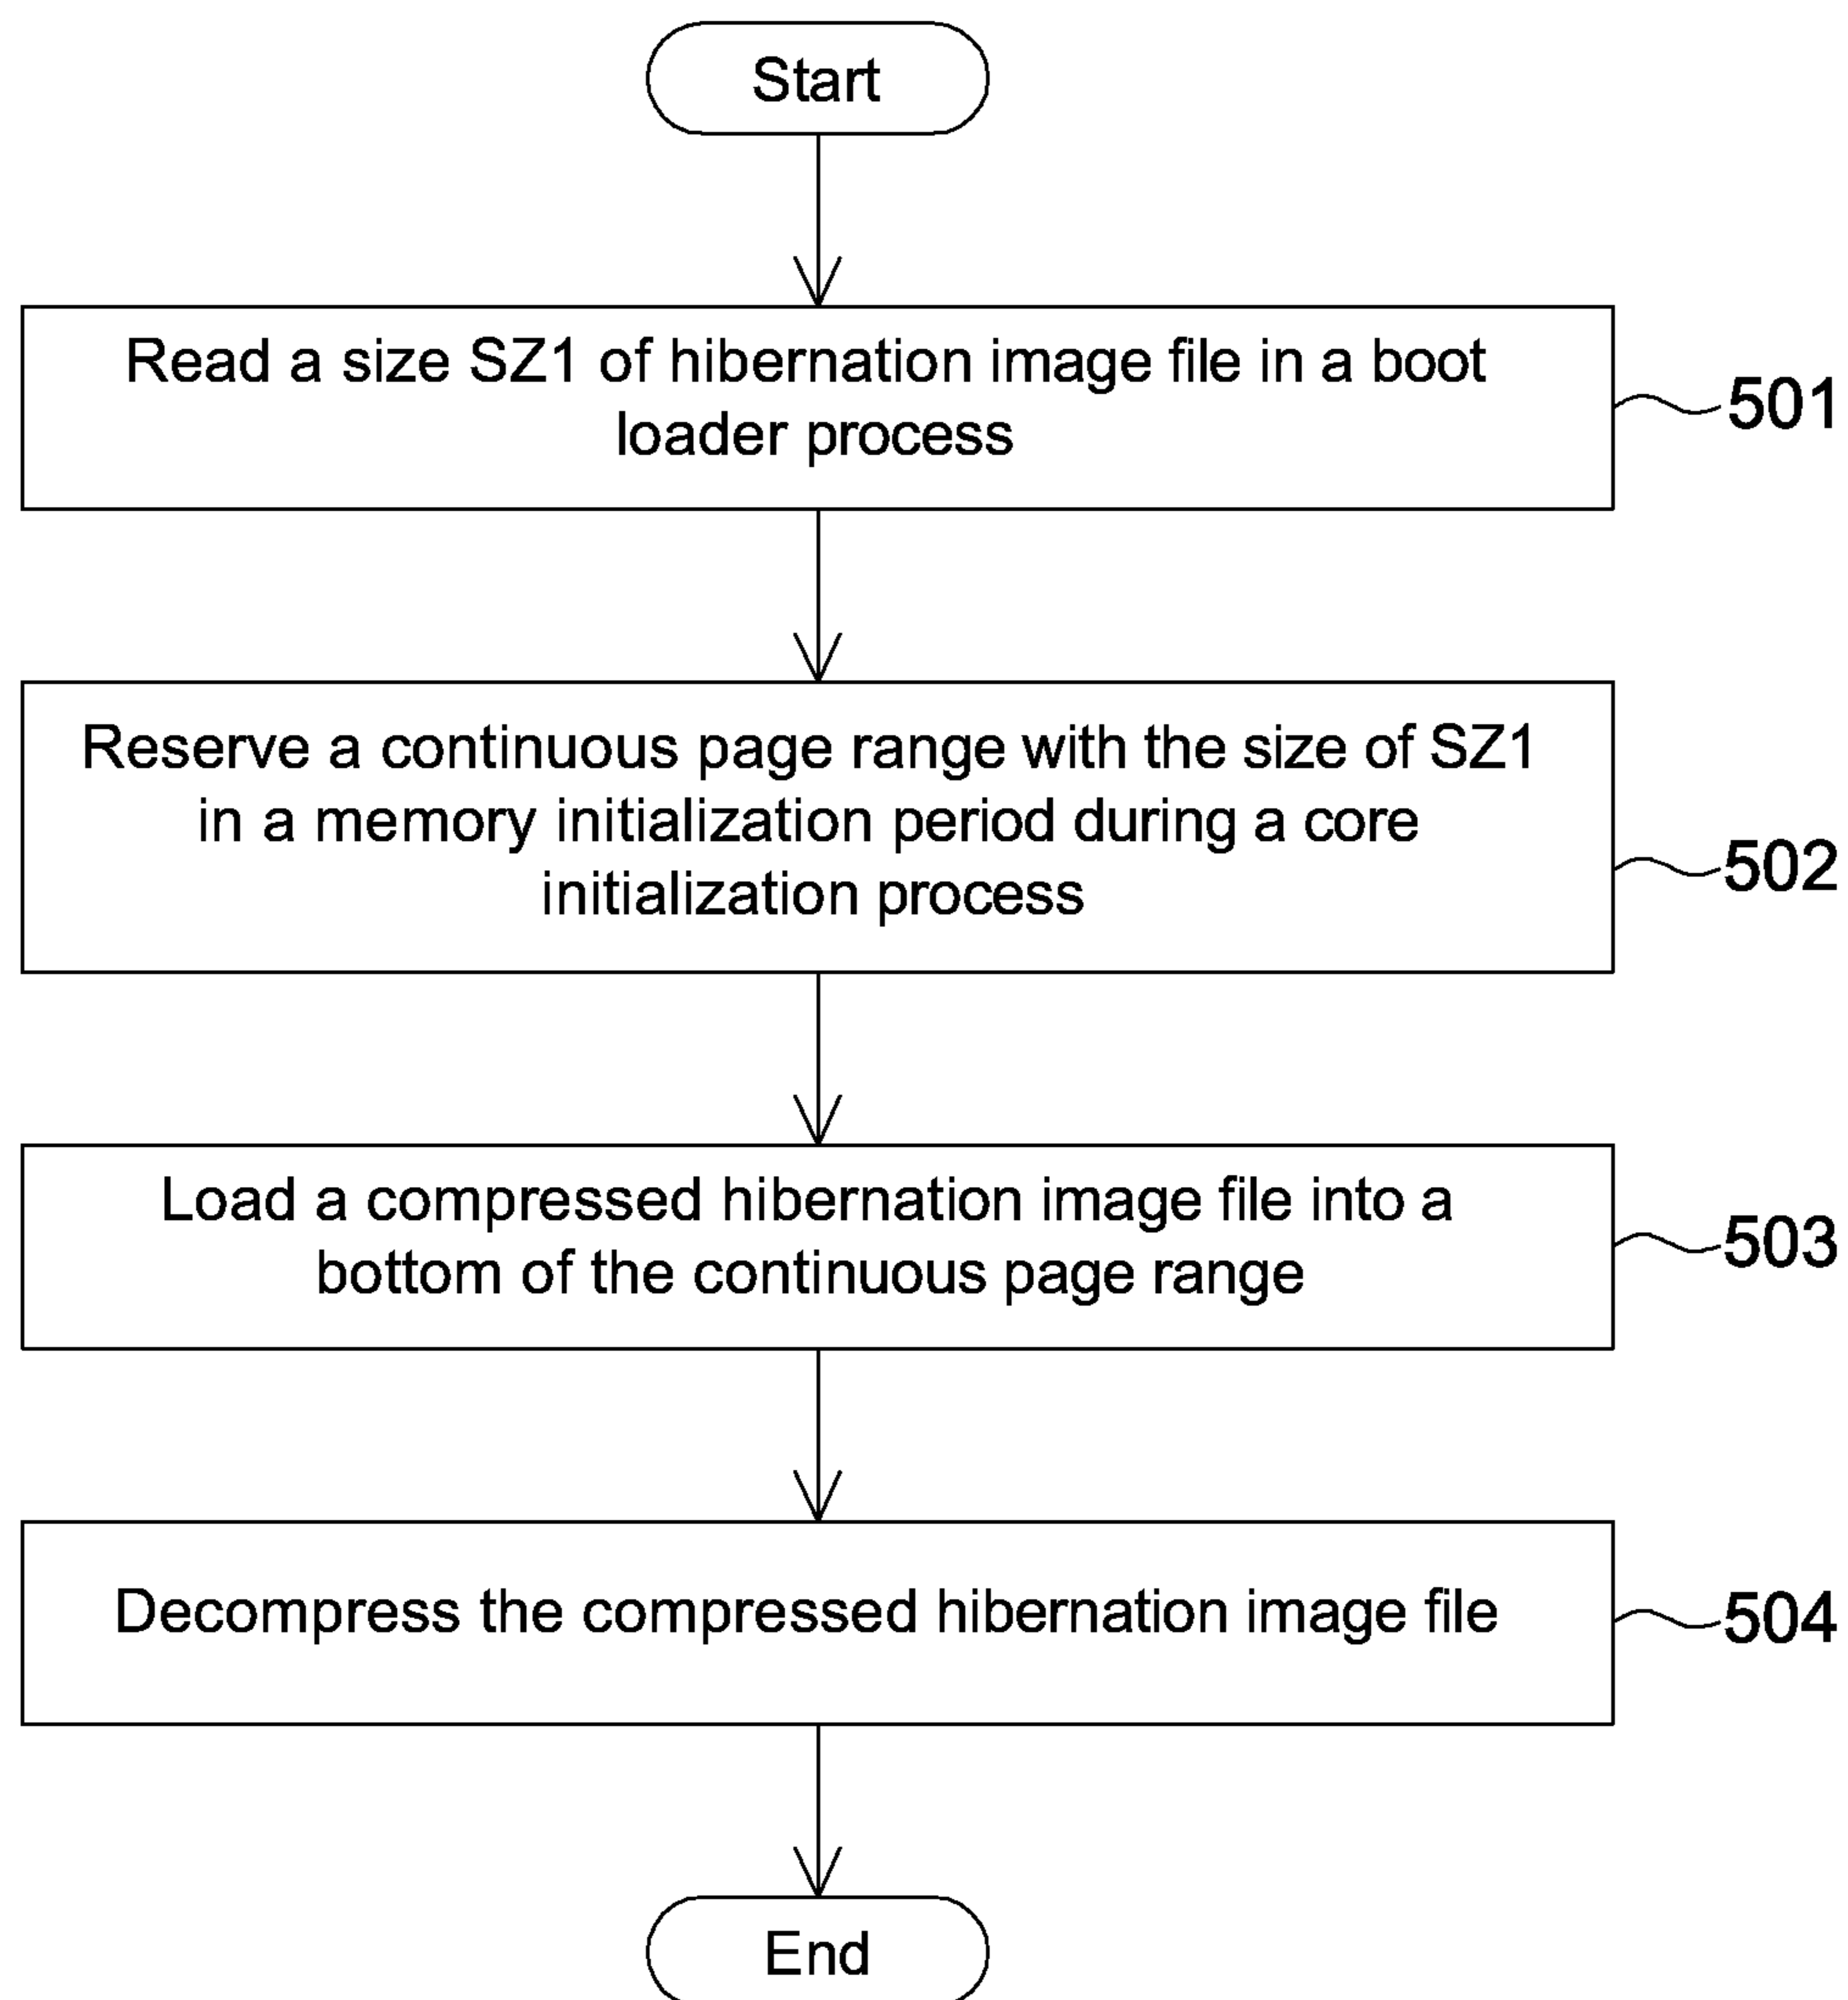 Start
Read a size SZ1 of hibernation image file in a boot
loader process
501
Reserve a continuous page range with the size of SZ1
in a memory initialization period during a core
initialization process
502
Load a compressed hibernation image file into a
bottom of the continuous page range
503
Decompress the compressed hibernation image file
504
End